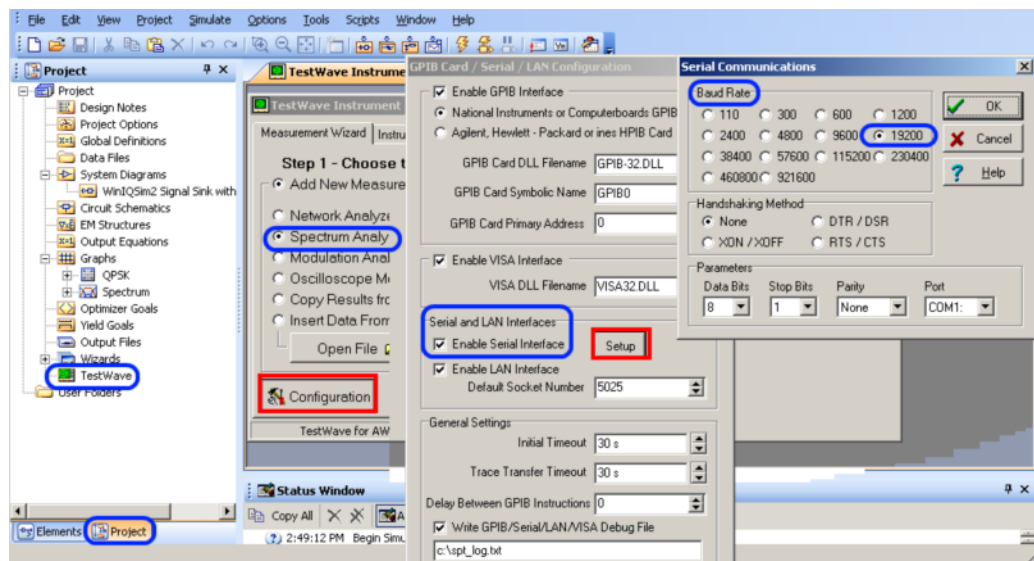 File Edit View Project Simulate Options Tools Scripts Window Help
Project
Project
Design Notes
Project Options
Global Definitions
Data Files
System Diagrams
WinIQSim2 Signal Sink with
Circuit Schematics
EM Structures
Output Equations
Graphs
QPSK
Spectrum
Optimizer Goals
Yield Goals
Output Files
Wizards
TestWave
User Folders
Elements Project
TestWave Instrume
TestWave Instrument
Measurement Wizard Instru
Step 1 - Choose t
Add New Measure
Network Analyze
Spectrum Analy
Modulation Anal
Oscilloscope Me
Copy Results frc
Insert Data From
Open File
Configuration
TestWave for AW
Status Window
Copy All
2:49:12 PM Begin Simu
GPIB Card / Serial / LAN Configuration
Enable GPIB Interface
National Instruments or Computerboards GPIB
Agilent, Hewlett - Packard or ines HPIB Card
GPIB Card DLL Filename GPIB-32.DLL
GPIB Card Symbolic Name GPIB0
GPIB Card Primary Address 0
Enable VISA Interface
VISA DLL Filename VISA32.DLL
Serial and LAN Interfaces
Enable Serial Interface Setup
Enable LAN Interface
Default Socket Number 5025
General Settings
Initial Timeout 30 s
Trace Transfer Timeout 30 s
Delay Between GPIB Instructions 0
Write GPIB/Serial/LAN/VISA Debug File
c:\spt_log.txt
Serial Communications
Baud Rate
110 300 600 1200
2400 4800 9600 19200
38400 57600 115200 230400
460800 921600
OK
Cancel
Help
Handshaking Method
None DTR / DSR
XON / XOFF RTS / CTS
Parameters
Data Bits Stop Bits Parity Port
8 1 None COM1: